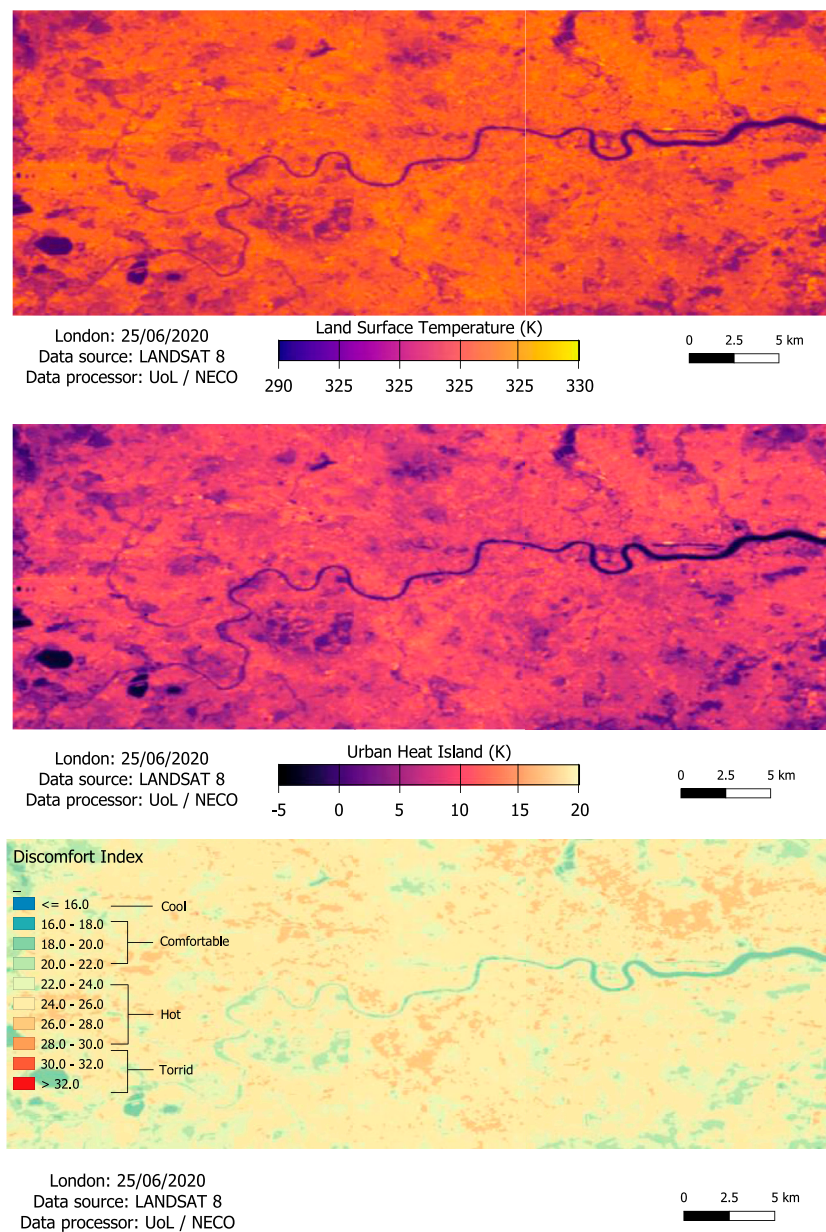 London: 25/06/2020
Data source: LANDSAT 8
Data processor: UoL / NECO
Land Surface Temperature (K)
290 325 325 325 325 330
0 2.5 5 km
London: 25/06/2020
Data source: LANDSAT 8
Data processor: UoL / NECO
Urban Heat Island (K)
-5 0 5 10 15 20
0 2.5 5 km
Discomfort Index
<= 16.0 Cool
16.0 - 18.0
18.0 - 20.0 Comfortable
20.0 - 22.0
22.0 - 24.0
24.0 - 26.0
26.0 - 28.0 Hot
28.0 - 30.0
30.0 - 32.0 Torrid
> 32.0
London: 25/06/2020
Data source: LANDSAT 8
Data processor: UoL / NECO
0 2.5 5 km